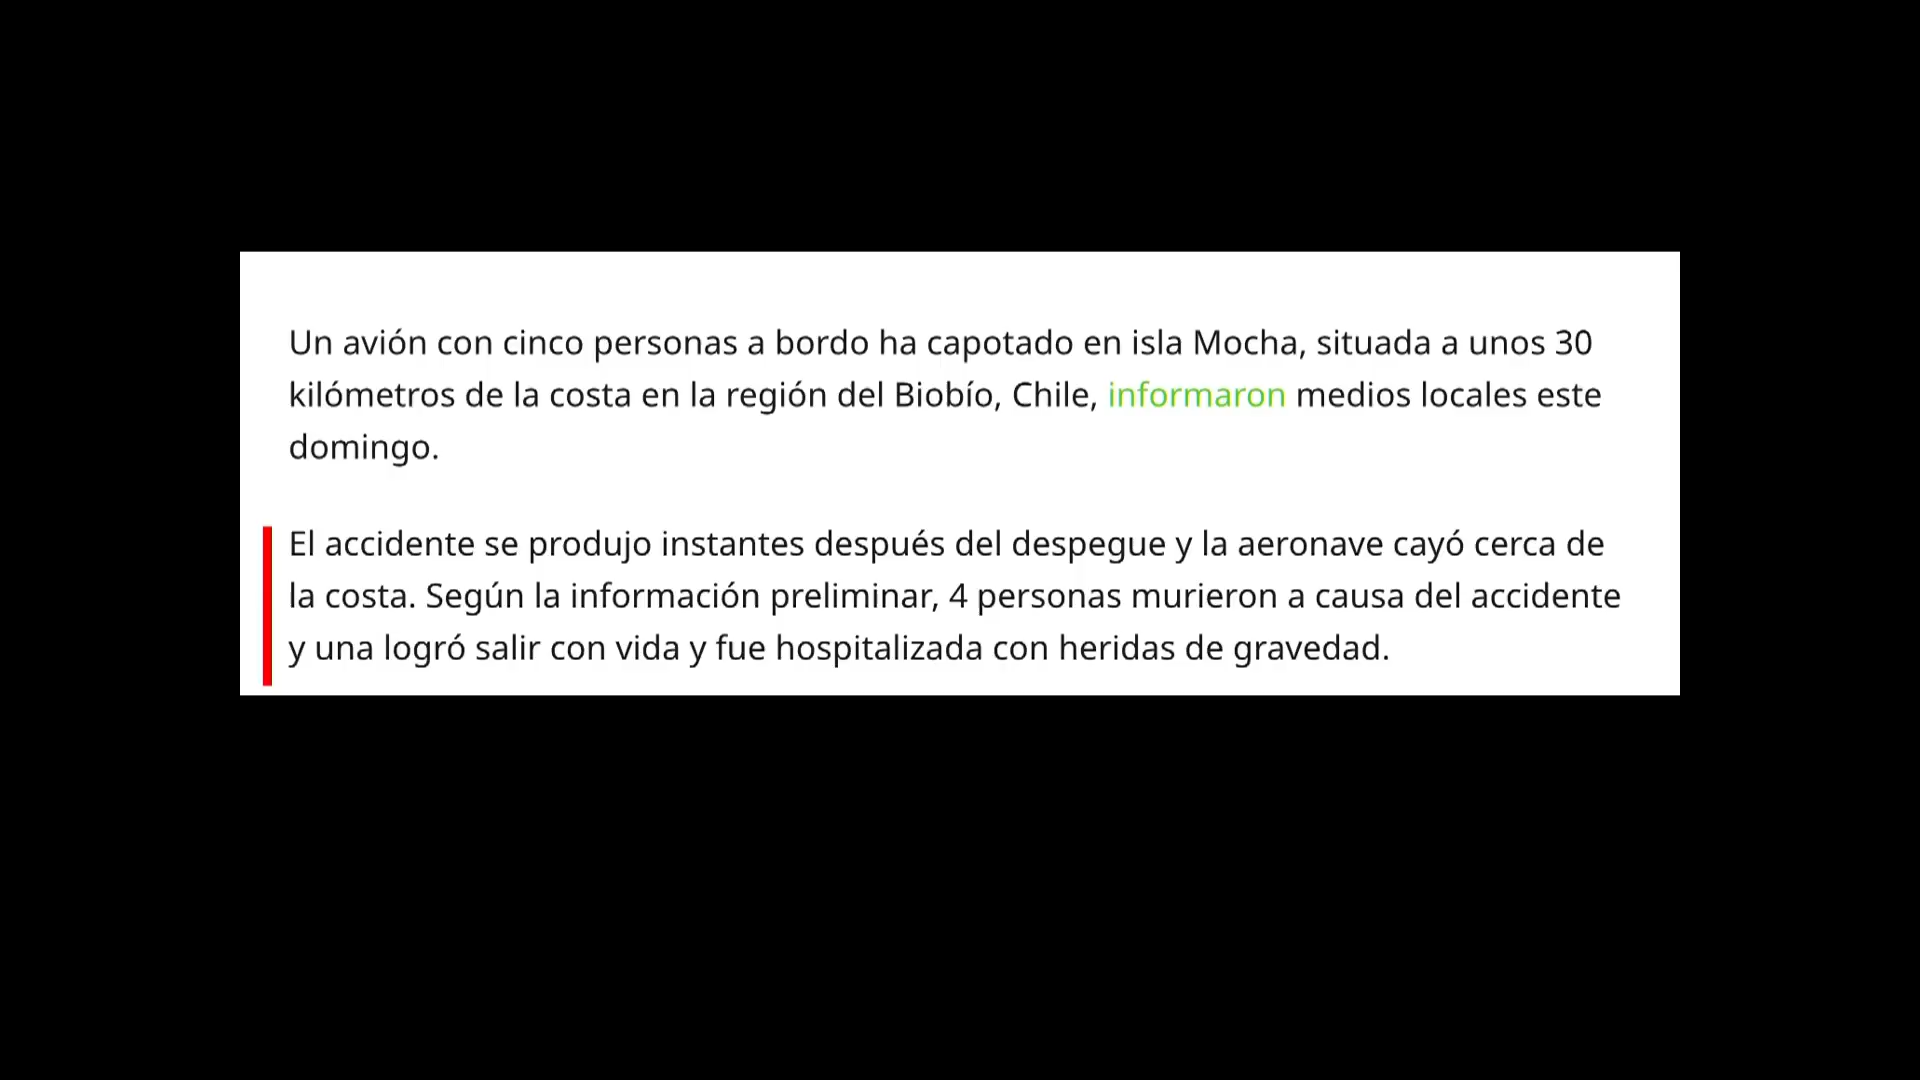 Un avión con cinco personas a bordo ha capotado en isla Mocha, situada a unos 30
kilómetros de la costa en la región del Biobío, Chile, informaron medios locales este
domingo.
El accidente se produjo instantes después del despegue y la aeronave cayó cerca de
la costa. Según la información preliminar, 4 personas murieron a causa del accidente
y una logró salir con vida y fue hospitalizada con heridas de gravedad.